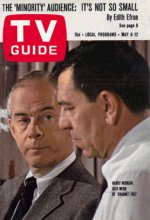 THE 'MINORITY' AUDIENCE: IT'S NOT SO SMALL
By Edith Efron
See page 8
TV
GUIDE
15¢ • LOCAL PROGRAMS • MAY 6-12
HARRY MORGAN,
JACK WEBB
OF 'DRAGNET 1967'